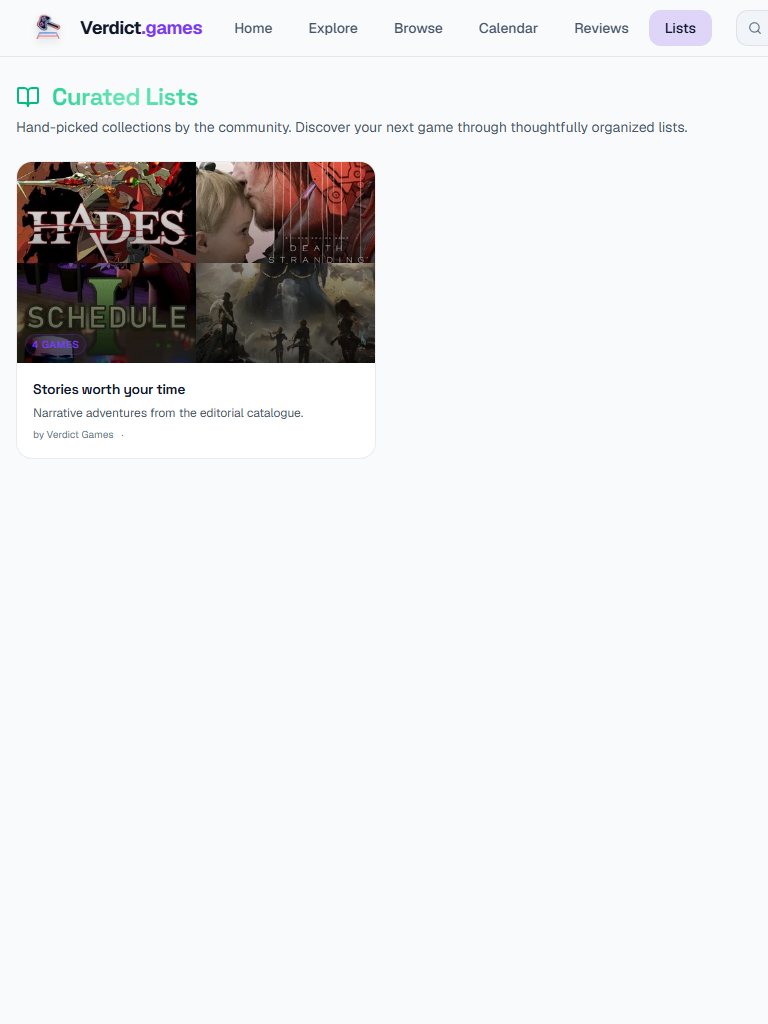 Verdict.games Home Explore Browse Calendar Reviews Lists
Curated Lists
Hand-picked collections by the community. Discover your next game through thoughtfully organized lists.
HADES
DEATH
STRANDING
SCHEDULE
I
4 GAMES
Stories worth your time
Narrative adventures from the editorial catalogue.
by Verdict Games ·